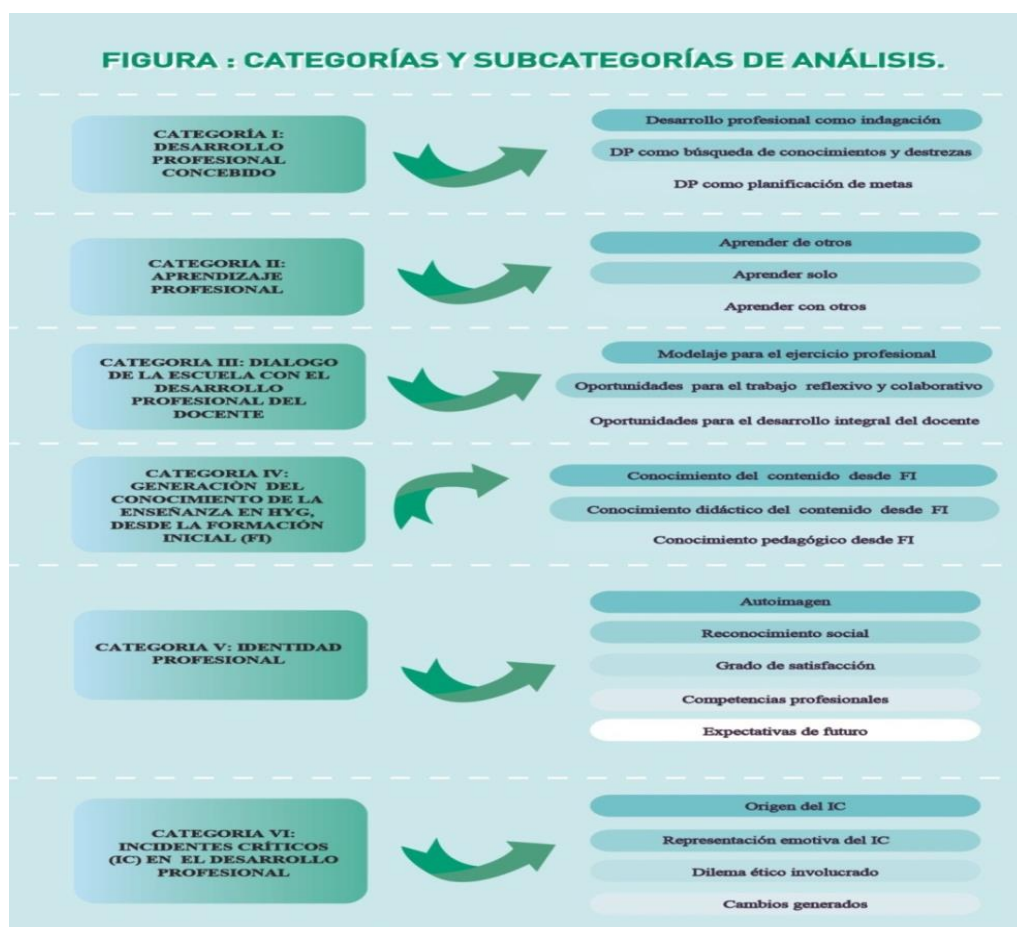 FIGURA : CATEGORÍAS Y SUBCATEGORÍAS DE ANÁLISIS.
CATEGORÍA I:
DESARROLLO
PROFESIONAL
CONCEBIDO
Desarrollo profesional como indagación
DP como búsqueda de conocimientos y destrezas
DP como planificación de metas
CATEGORIA II:
APRENDIZAJE
PROFESIONAL
Aprender de otros
Aprender solo
Aprender con otros
CATEGORIA III: DIALOGO
DE LA ESCUELA CON EL
DESARROLLO
PROFESIONAL DEL
DOCENTE
Modelaje para el ejercicio profesional
Oportunidades para el trabajo reflexivo y colaborativo
Oportunidades para el desarrollo integral del docente
CATEGORIA IV:
GENERACIÓN DEL
CONOCIMIENTO DE LA
ENSEÑANZA EN HYG,
DESDE LA FORMACIÓN
INICIAL (FI)
Conocimiento del contenido desde FI
Conocimiento didáctico del contenido desde FI
Conocimiento pedagógico desde FI
CATEGORIA V: IDENTIDAD
PROFESIONAL
Autoimagen
Reconocimiento social
Grado de satisfacción
Competencias profesionales
Expectativas de futuro
CATEGORIA VI:
INCIDENTES CRÍTICOS
(IC) EN EL DESARROLLO
PROFESIONAL
Origen del IC
Representación emotiva del IC
Dilema ético involucrado
Cambios generados